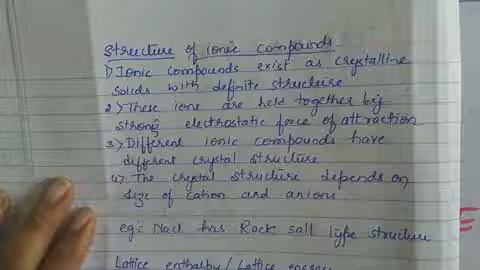 Structure of ionic compounds
1) Ionic compounds exist as crystalline
solids with definite structure
2) These ions are held together by
strong electrostatic force of attraction
3) Different ionic compounds have
different crystal structure
4) The crystal structure depends on
size of cation and anions
eg: Nacl has Rock salt type structure
Lattice enthalpy / Lattice energy